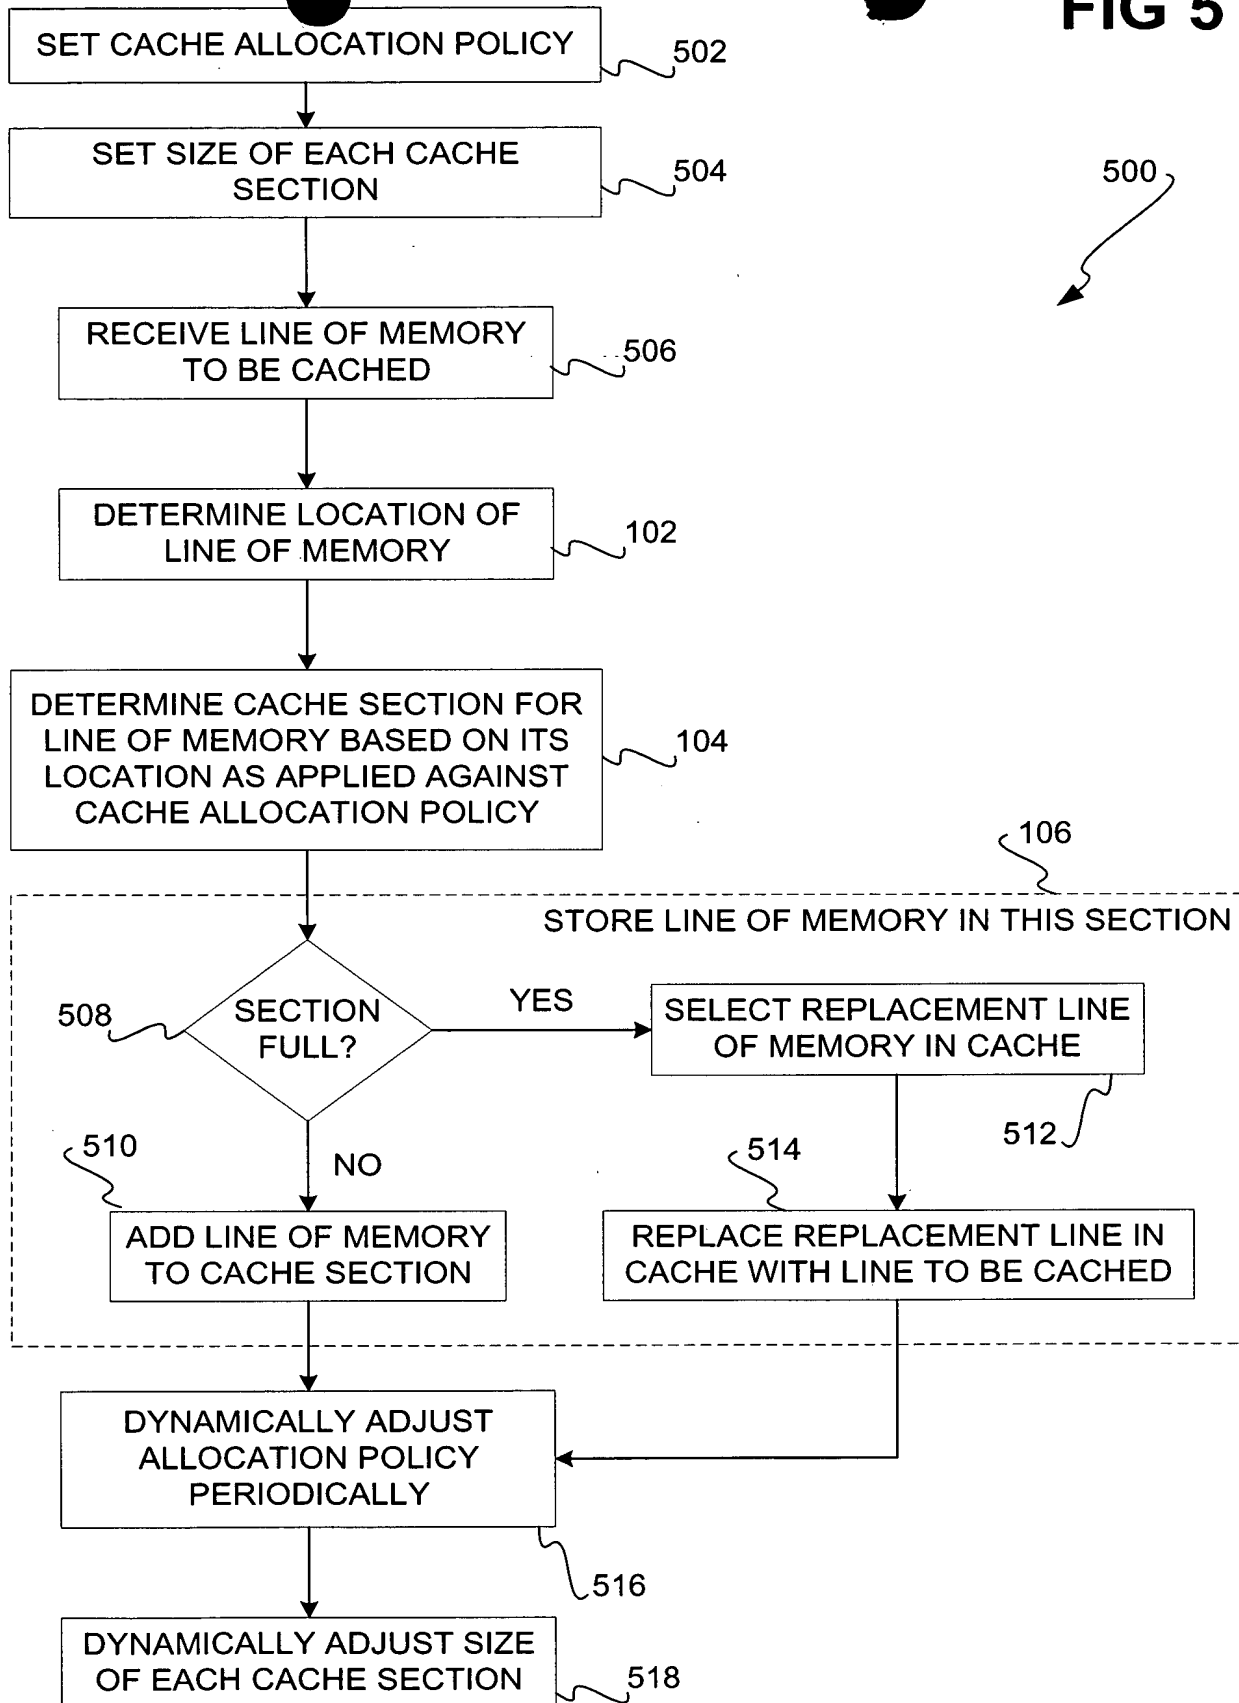 FIG 5
SET CACHE ALLOCATION POLICY
502
SET SIZE OF EACH CACHE
SECTION
504
500
RECEIVE LINE OF MEMORY
TO BE CACHED
506
DETERMINE LOCATION OF
LINE OF MEMORY
102
DETERMINE CACHE SECTION FOR
LINE OF MEMORY BASED ON ITS
LOCATION AS APPLIED AGAINST
CACHE ALLOCATION POLICY
104
106
STORE LINE OF MEMORY IN THIS SECTION
508
SECTION
FULL?
YES
SELECT REPLACEMENT LINE
OF MEMORY IN CACHE
512
510
NO
514
ADD LINE OF MEMORY
TO CACHE SECTION
REPLACE REPLACEMENT LINE IN
CACHE WITH LINE TO BE CACHED
DYNAMICALLY ADJUST
ALLOCATION POLICY
PERIODICALLY
516
DYNAMICALLY ADJUST SIZE
OF EACH CACHE SECTION
518